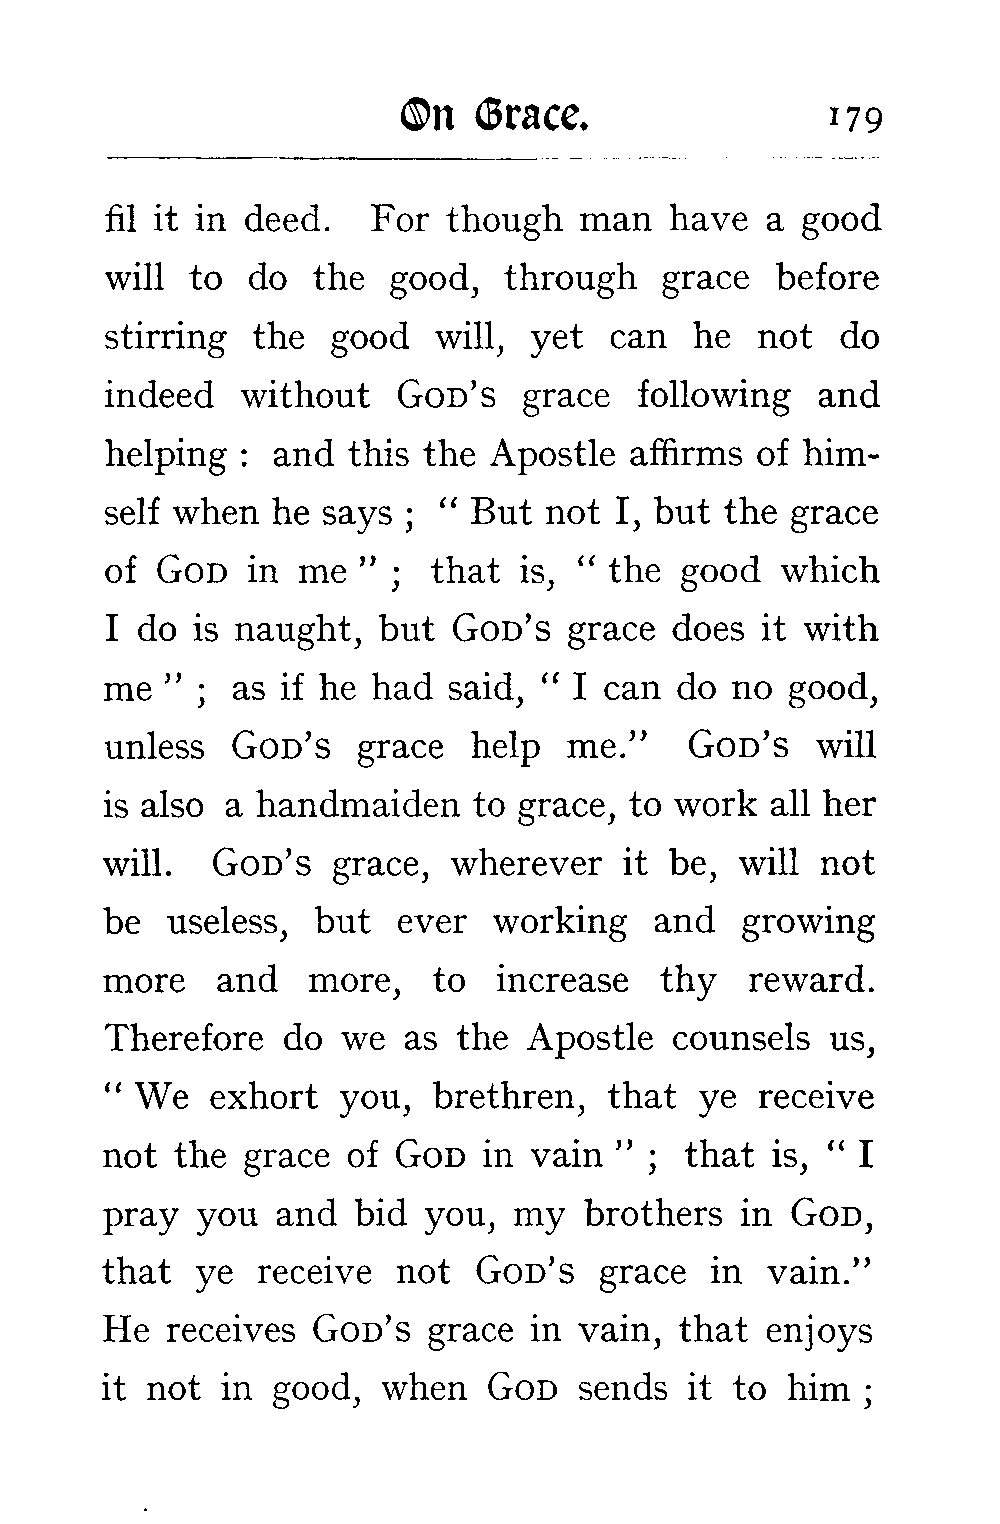 On Grace. 179
fil it in deed. For though man have a good
will to do the good, through grace before
stirring the good will, yet can he not do
indeed without GOD's grace following and
helping : and this the Apostle affirms of him-
self when he says ; “ But not I, but the grace
of GOD in me ” ; that is, “ the good which
I do is naught, but GOD's grace does it with
me ” ; as if he had said, “ I can do no good,
unless GOD's grace help me.” GOD's will
is also a handmaiden to grace, to work all her
will. GOD's grace, wherever it be, will not
be useless, but ever working and growing
more and more, to increase thy reward.
Therefore do we as the Apostle counsels us,
“ We exhort you, brethren, that ye receive
not the grace of GOD in vain ” ; that is, “ I
pray you and bid you, my brothers in GOD,
that ye receive not GOD's grace in vain.”
He receives GOD's grace in vain, that enjoys
it not in good, when GOD sends it to him ;